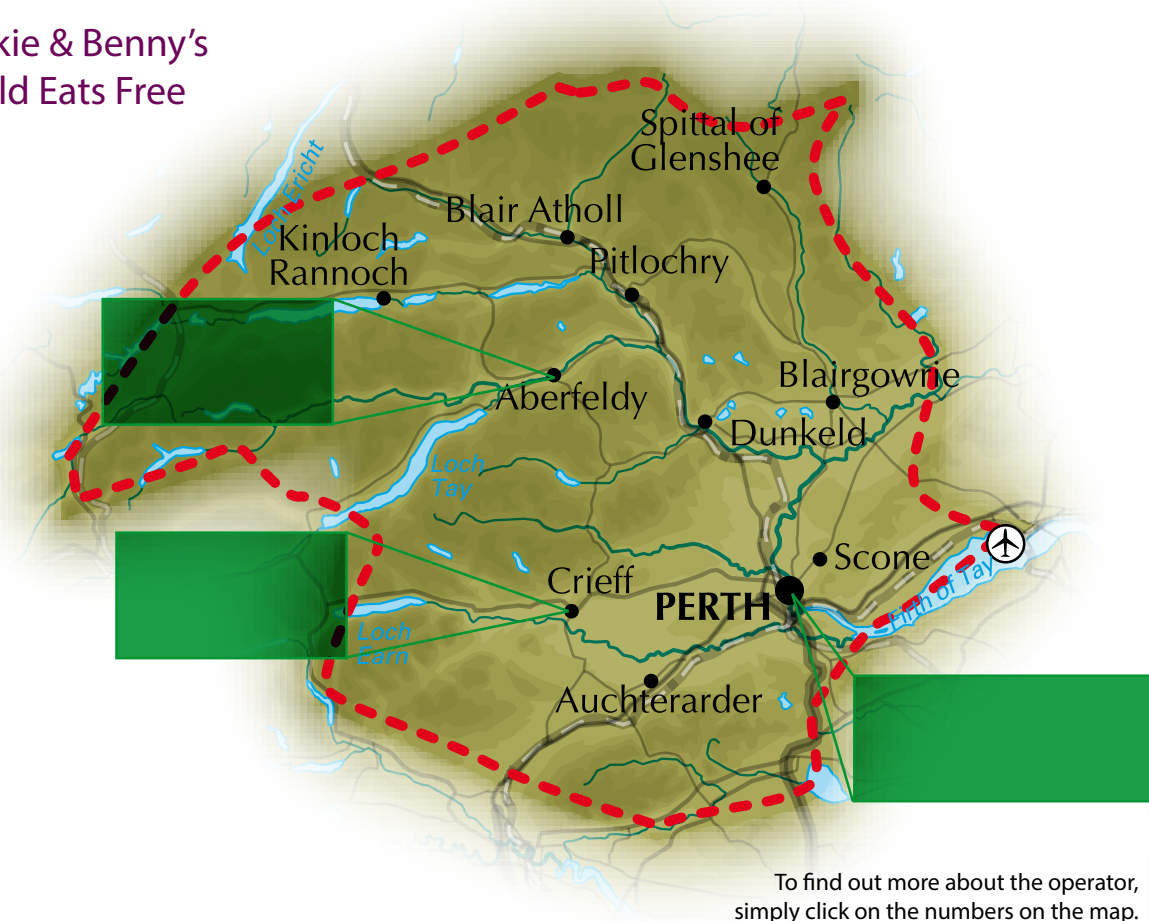 kie & Benny’s
ld Eats Free
Spittal of
Glenshee
Loch Ericht
Blair Atholl
Kinloch
Rannoch
Pitlochry
Blairgowrie
Aberfeldy
Dunkeld
Loch
Tay
Scone
Crieff
PERTH
Firth of Tay
Loch
Earn
Auchterarder
To find out more about the operator,
simply click on the numbers on the map.